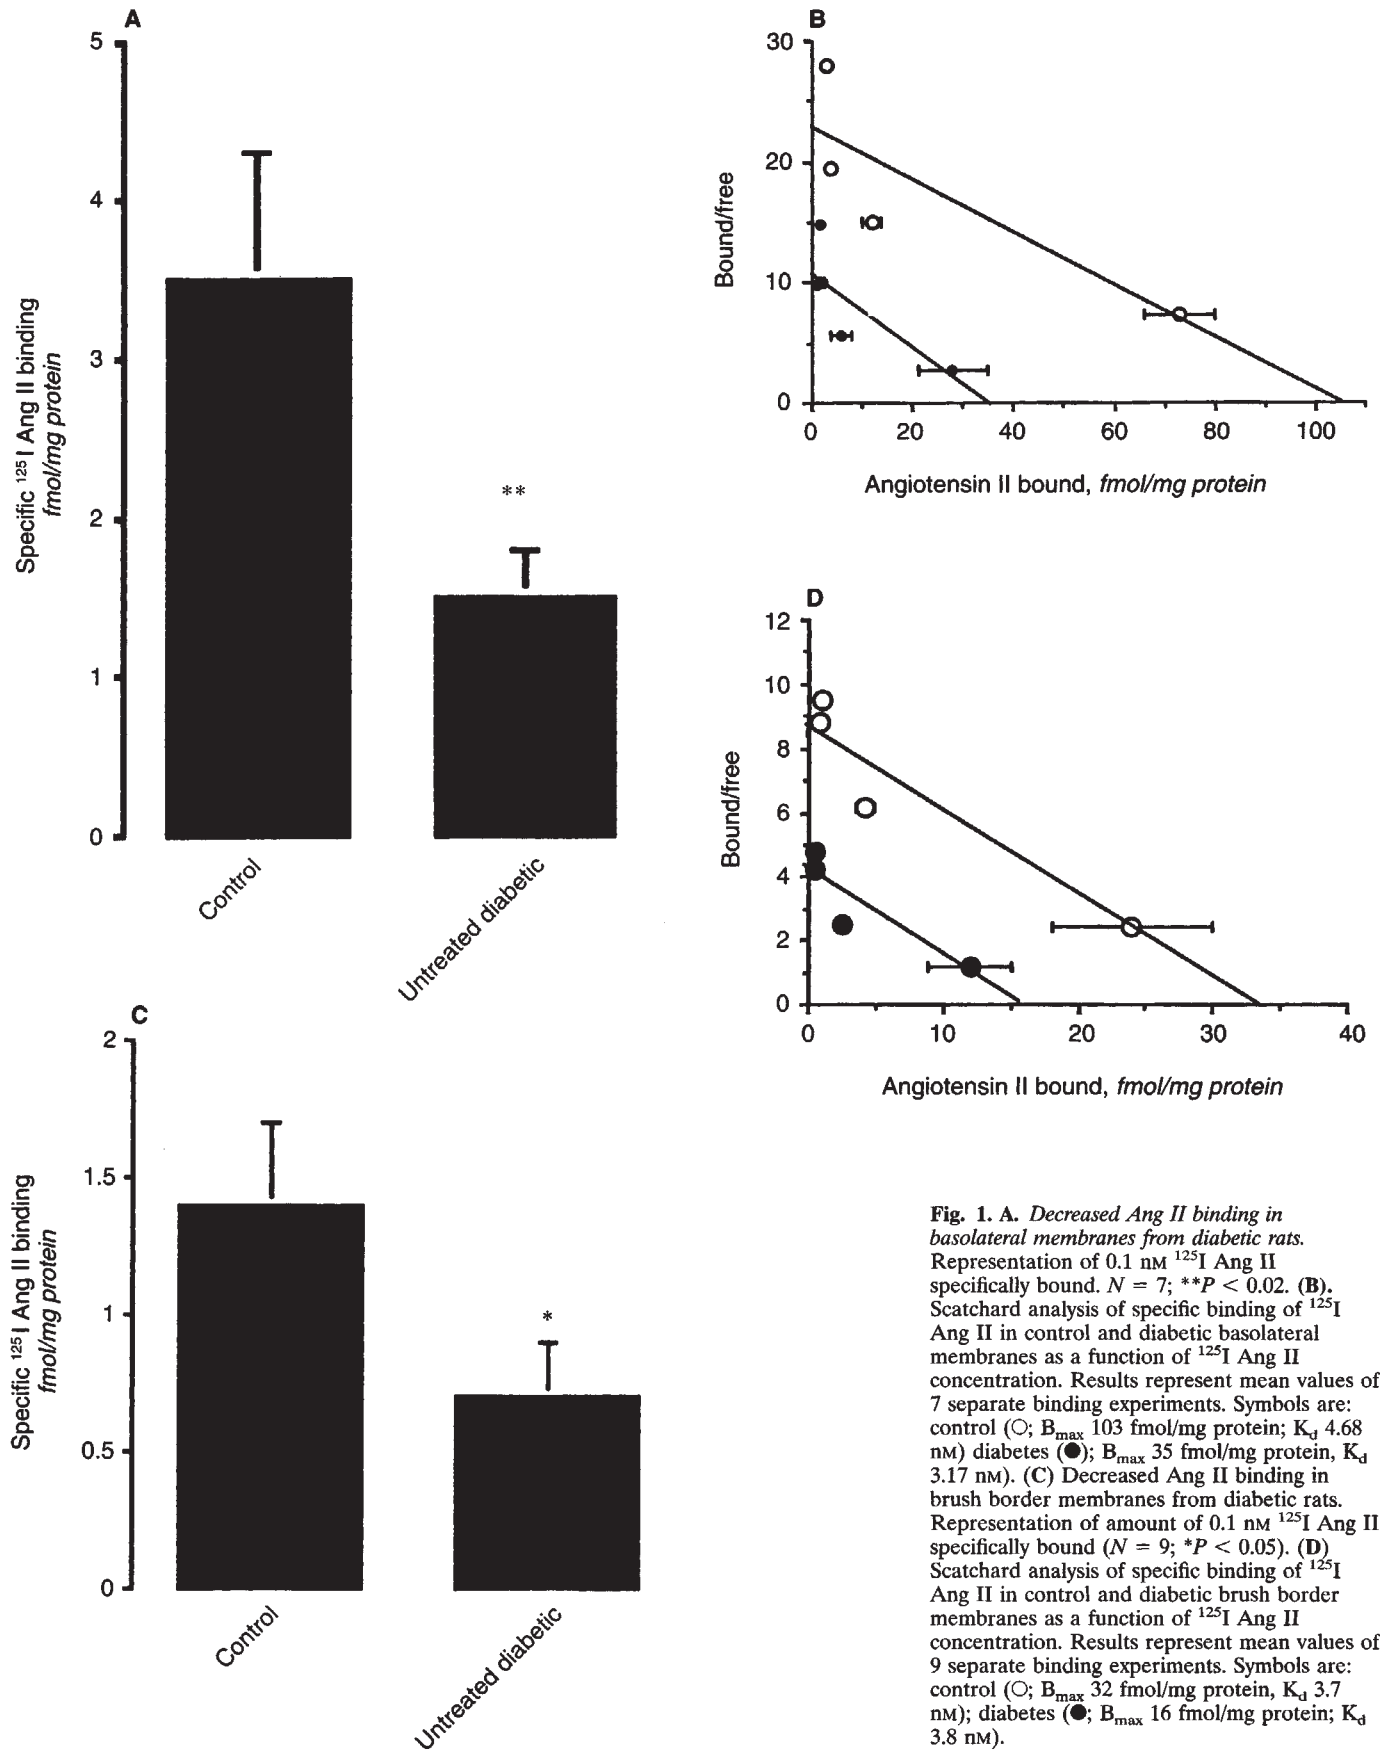 A
5
4
3
2
1
0
Specific ¹²⁵I Ang II binding
fmol/mg protein
**
Control
Untreated diabetic
B
30
20
10
0
Bound/free
0 20 40 60 80 100
Angiotensin II bound, fmol/mg protein
C
2
1.5
1
0.5
0
Specific ¹²⁵I Ang II binding
fmol/mg protein
*
Control
Untreated diabetic
D
12
10
8
6
4
2
0
Bound/free
0 10 20 30 40
Angiotensin II bound, fmol/mg protein
Fig. 1. A. Decreased Ang II binding in
basolateral membranes from diabetic rats.
Representation of 0.1 nM ¹²⁵I Ang II
specifically bound. N = 7; **P < 0.02. (B).
Scatchard analysis of specific binding of ¹²⁵I
Ang II in control and diabetic basolateral
membranes as a function of ¹²⁵I Ang II
concentration. Results represent mean values of
7 separate binding experiments. Symbols are:
control (○; Bmax 103 fmol/mg protein; Kd 4.68
nM) diabetes (●); Bmax 35 fmol/mg protein, Kd
3.17 nM). (C) Decreased Ang II binding in
brush border membranes from diabetic rats.
Representation of amount of 0.1 nM ¹²⁵I Ang II
specifically bound (N = 9; *P < 0.05). (D)
Scatchard analysis of specific binding of ¹²⁵I
Ang II in control and diabetic brush border
membranes as a function of ¹²⁵I Ang II
concentration. Results represent mean values of
9 separate binding experiments. Symbols are:
control (○; Bmax 32 fmol/mg protein, Kd 3.7
nM); diabetes (●; Bmax 16 fmol/mg protein; Kd
3.8 nM).